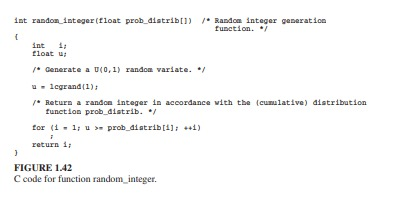 int random_integer(float prob_distrib[]) /* Random integer generation
function. */
{
int i;
float u;
/* Generate a U(0,1) random variate. */
u = lcgrand(1);
/* Return a random integer in accordance with the (cumulative) distribution
function prob_distrib. */
for (i = 1; u >= prob_distrib[i]; ++i)
;
return i;
}
FIGURE 1.42
C code for function random_integer.